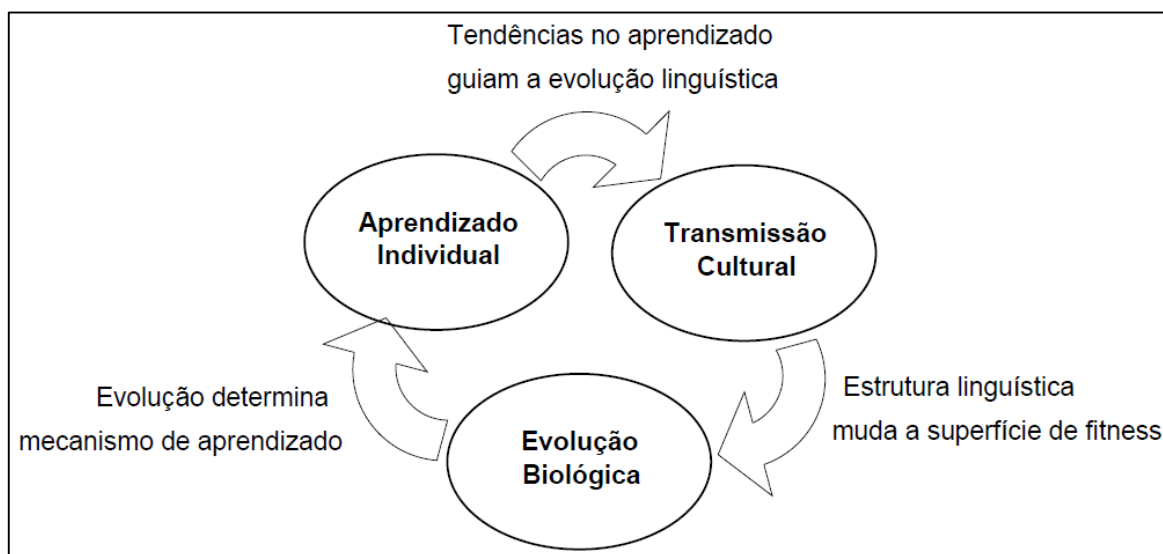 Tendências no aprendizado
guiam a evolução linguística
Aprendizado
Individual
Transmissão
Cultural
Evolução determina
mecanismo de aprendizado
Estrutura linguística
muda a superfície de fitness
Evolução
Biológica